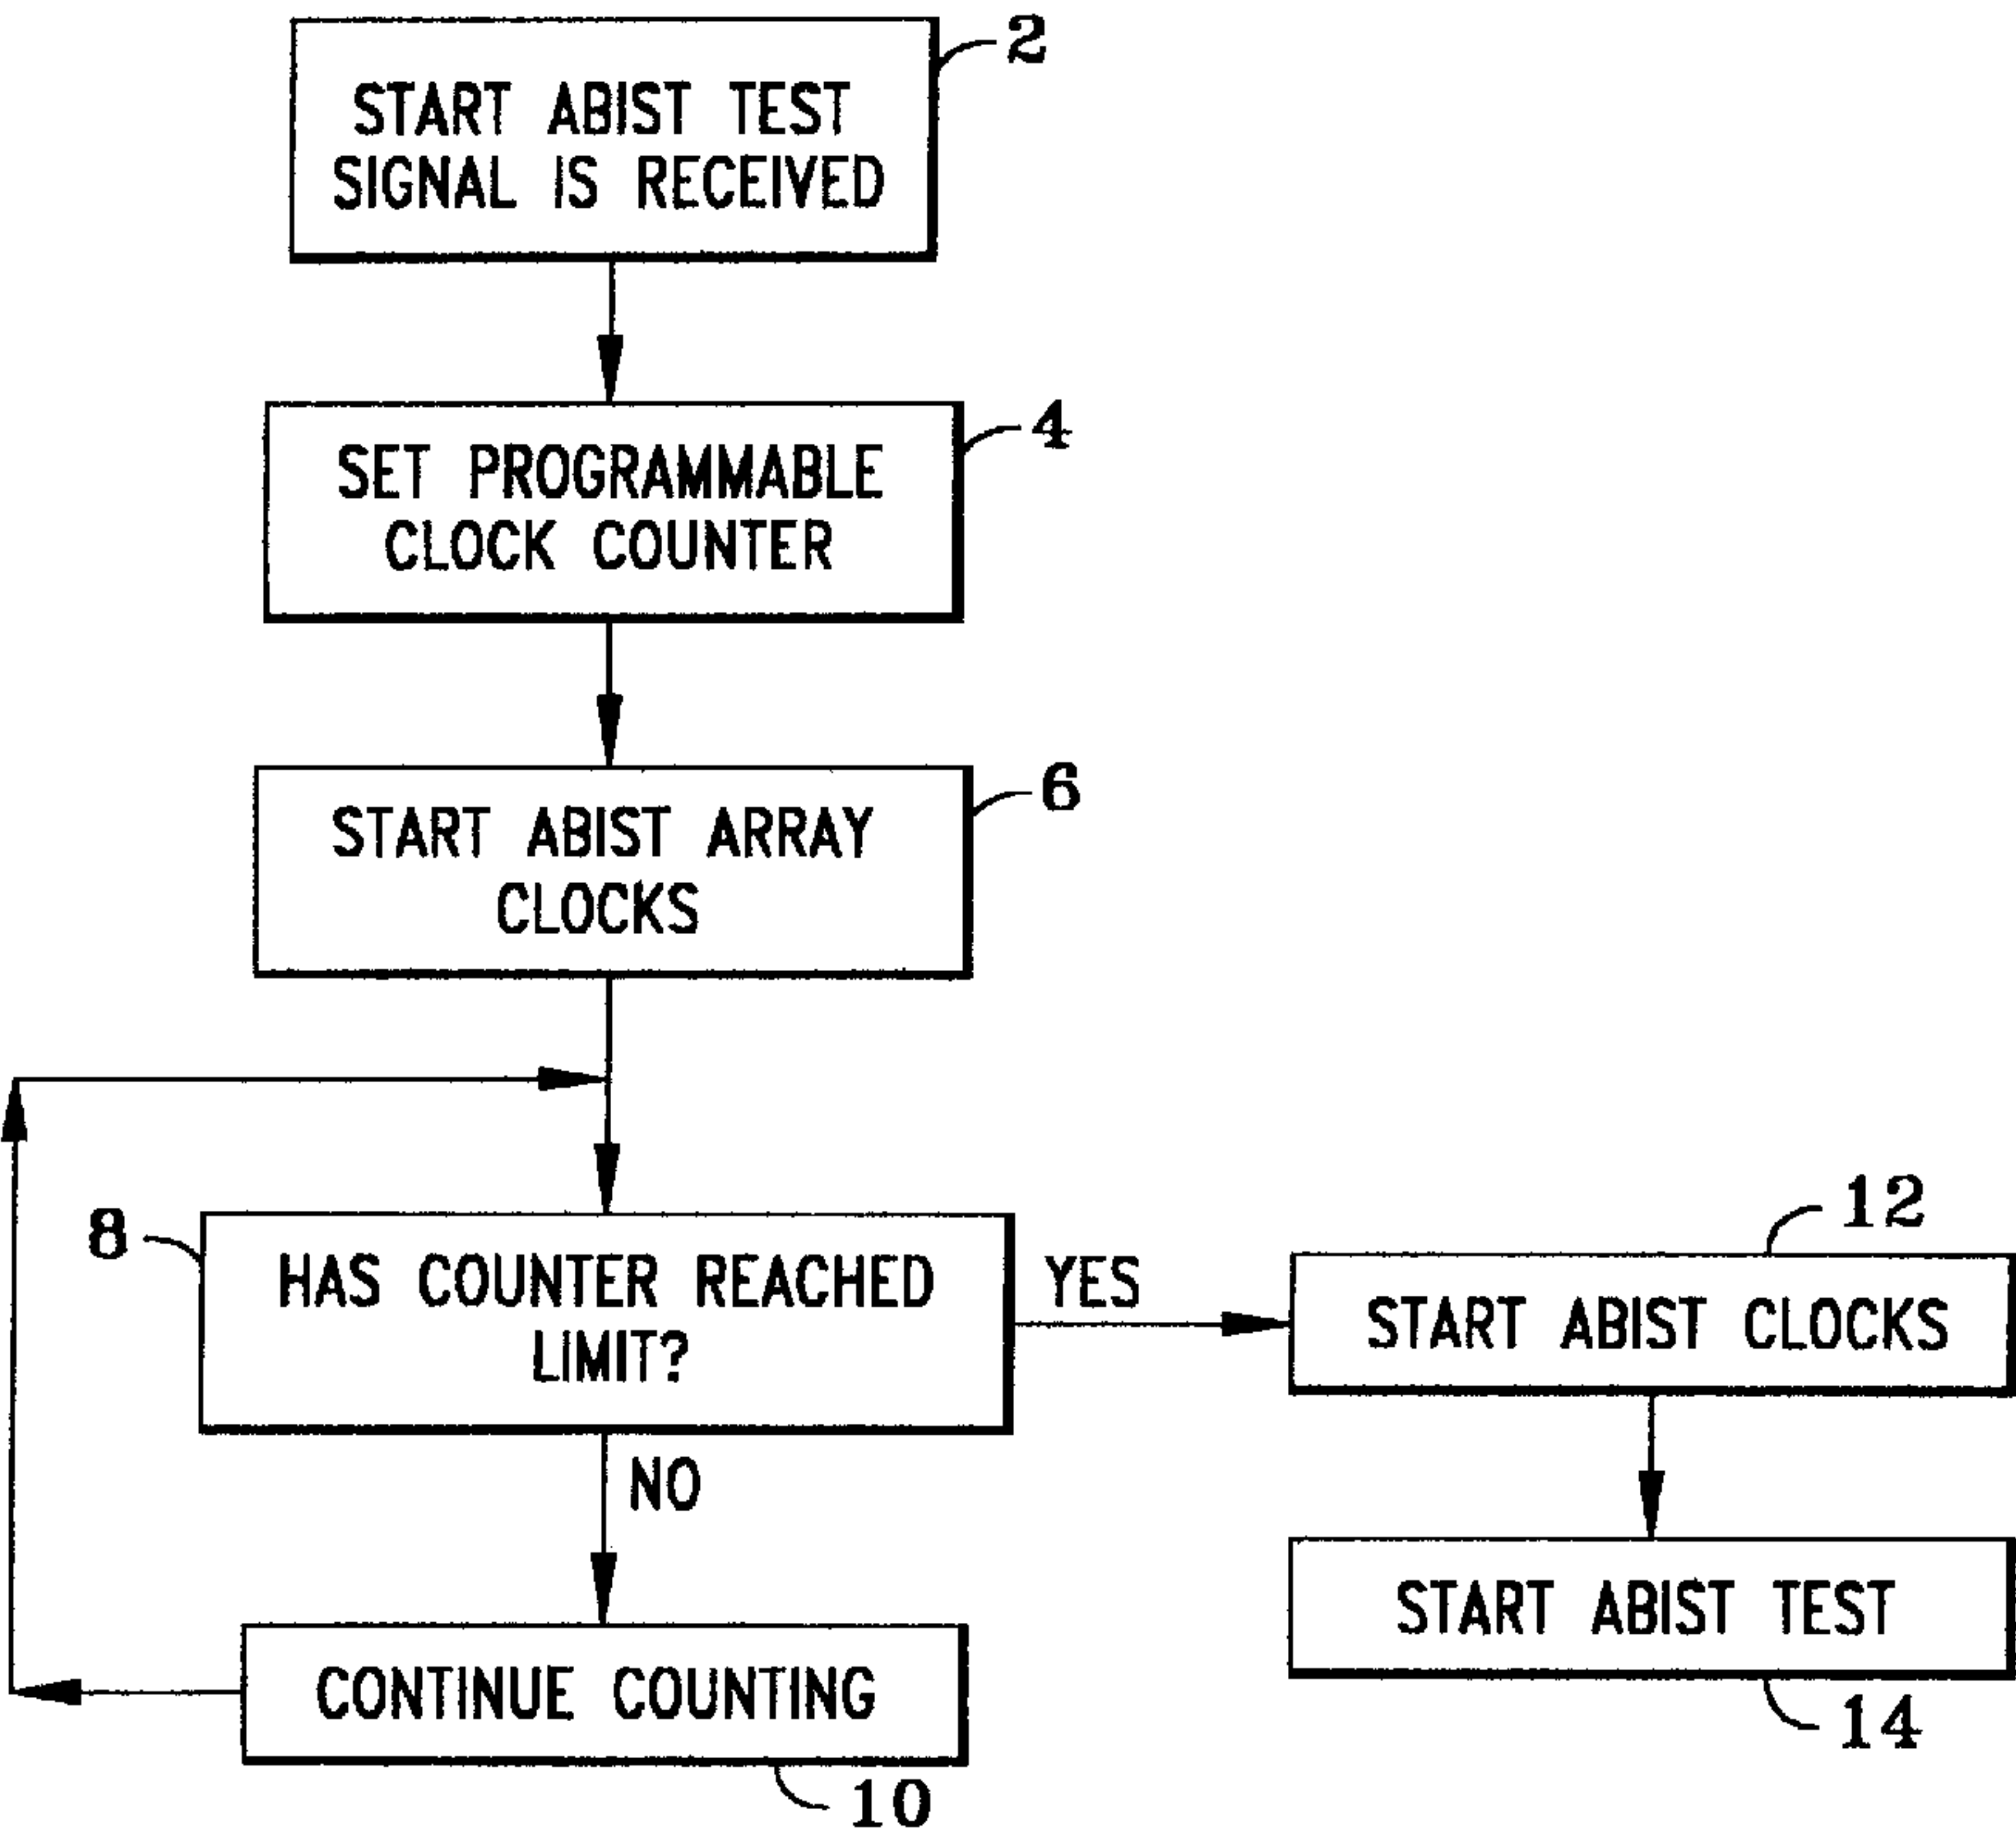 2
START ABIST TEST
SIGNAL IS RECEIVED
4
SET PROGRAMMABLE
CLOCK COUNTER
6
START ABIST ARRAY
CLOCKS
8
HAS COUNTER REACHED
LIMIT?
YES
12
START ABIST CLOCKS
NO
START ABIST TEST
14
CONTINUE COUNTING
10